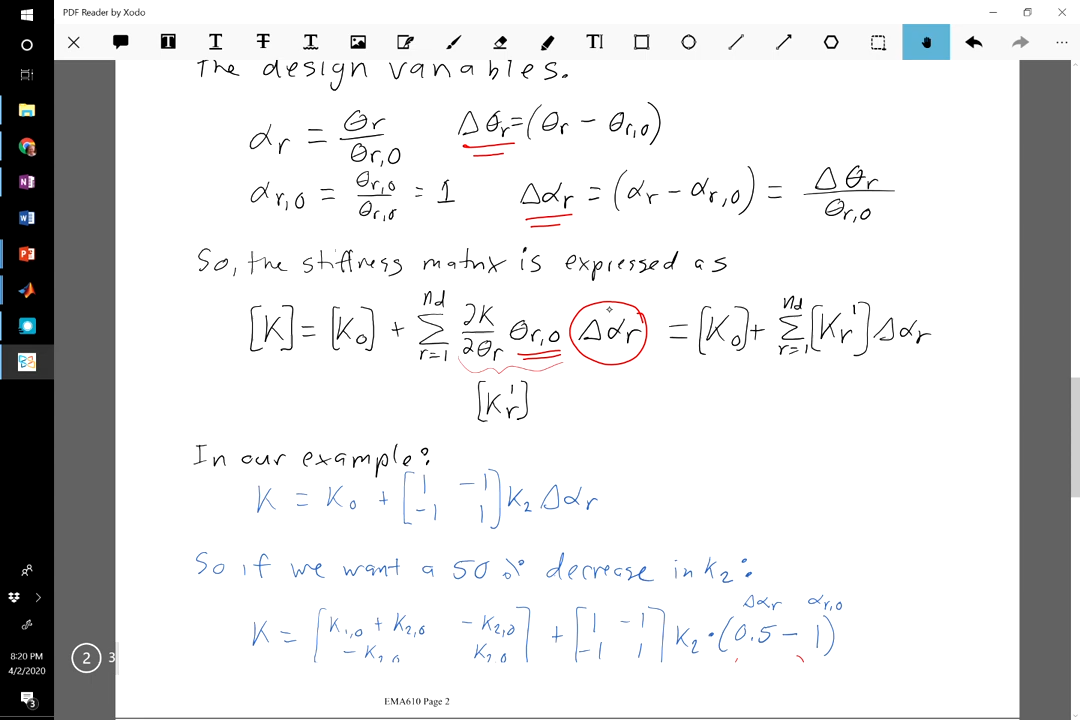 PDF Reader by Xodo
The design variables.
αr = θr / θr,0   Δθr = (θr − θr,0)
αr,0 = θr,0 / θr,0 = 1   Δαr = (αr − αr,0) = Δθr / θr,0
So, the stiffness matrix is expressed as
[K] = [K0] + Σ_{r=1}^{nd} ∂K/∂θr θr,0 Δαr = [K0] + Σ_{r=1}^{nd} [Kr'] Δαr
[Kr']
In our example:
K = K0 + [1 −1; −1 1] K2 Δαr
So if we want a 50% decrease in K2:
Δαr αr,0
K = [K1,0 + K2,0 −K2,0; −K2,0 K2,0] + [1 −1; −1 1] K2 · (0.5 − 1)
8:20 PM
4/2/2020
2 3
3
EMA610 Page 2